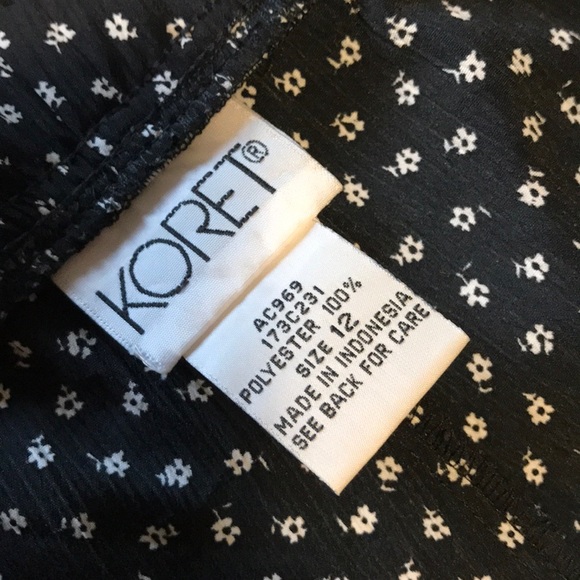 KORET®
AC969
173C231
POLYESTER 100%
SIZE 12
MADE IN INDONESIA
SEE BACK FOR CARE